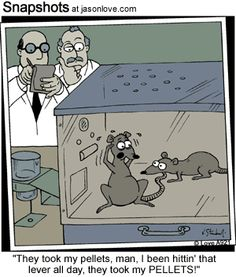 Snapshots at jasonlove.com
© Love
"They took my pellets, man, I been hittin' that
lever all day, they took my PELLETS!"